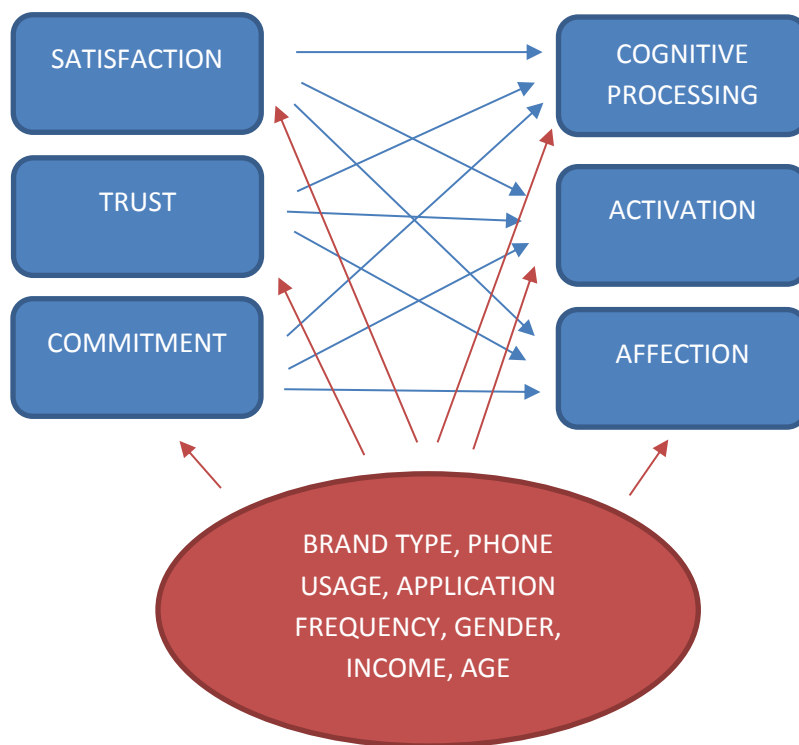 SATISFACTION
COGNITIVE
PROCESSING
TRUST
ACTIVATION
COMMITMENT
AFFECTION
BRAND TYPE, PHONE
USAGE, APPLICATION
FREQUENCY, GENDER,
INCOME, AGE